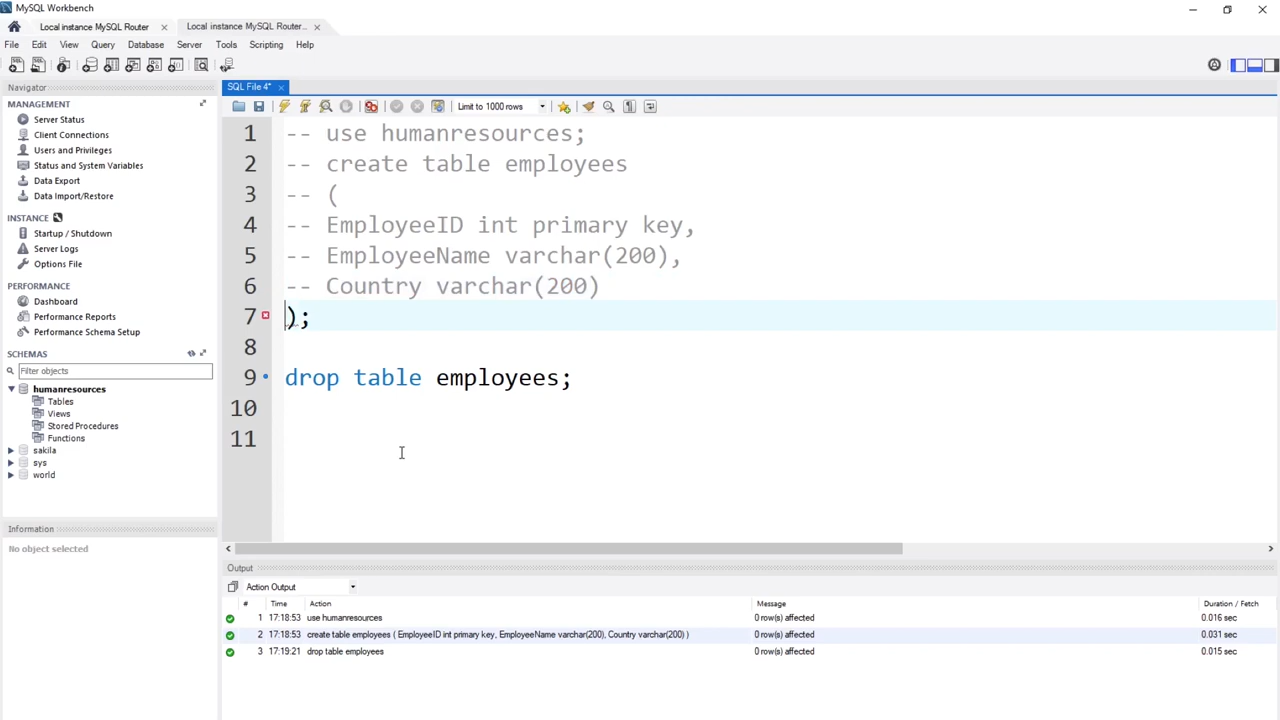 MySQL Workbench
Local instance MySQL Router
Local instance MySQL Router...
File Edit View Query Database Server Tools Scripting Help
Navigator
MANAGEMENT
Server Status
Client Connections
Users and Privileges
Status and System Variables
Data Export
Data Import/Restore
INSTANCE
Startup / Shutdown
Server Logs
Options File
PERFORMANCE
Dashboard
Performance Reports
Performance Schema Setup
SCHEMAS
Filter objects
humanresources
Tables
Views
Stored Procedures
Functions
sakila
sys
world
Information
No object selected
SQL File 4*
Limit to 1000 rows
1 -- use humanresources;
2 -- create table employees
3 -- (
4 -- EmployeeID int primary key,
5 -- EmployeeName varchar(200),
6 -- Country varchar(200)
7 );
8
9 drop table employees;
10
11
Output
Action Output
# Time Action Message Duration / Fetch
1 17:18:53 use humanresources 0 row(s) affected 0.016 sec
2 17:18:53 create table employees ( EmployeeID int primary key, EmployeeName varchar(200), Country varchar(200) ) 0 row(s) affected 0.031 sec
3 17:19:21 drop table employees 0 row(s) affected 0.015 sec